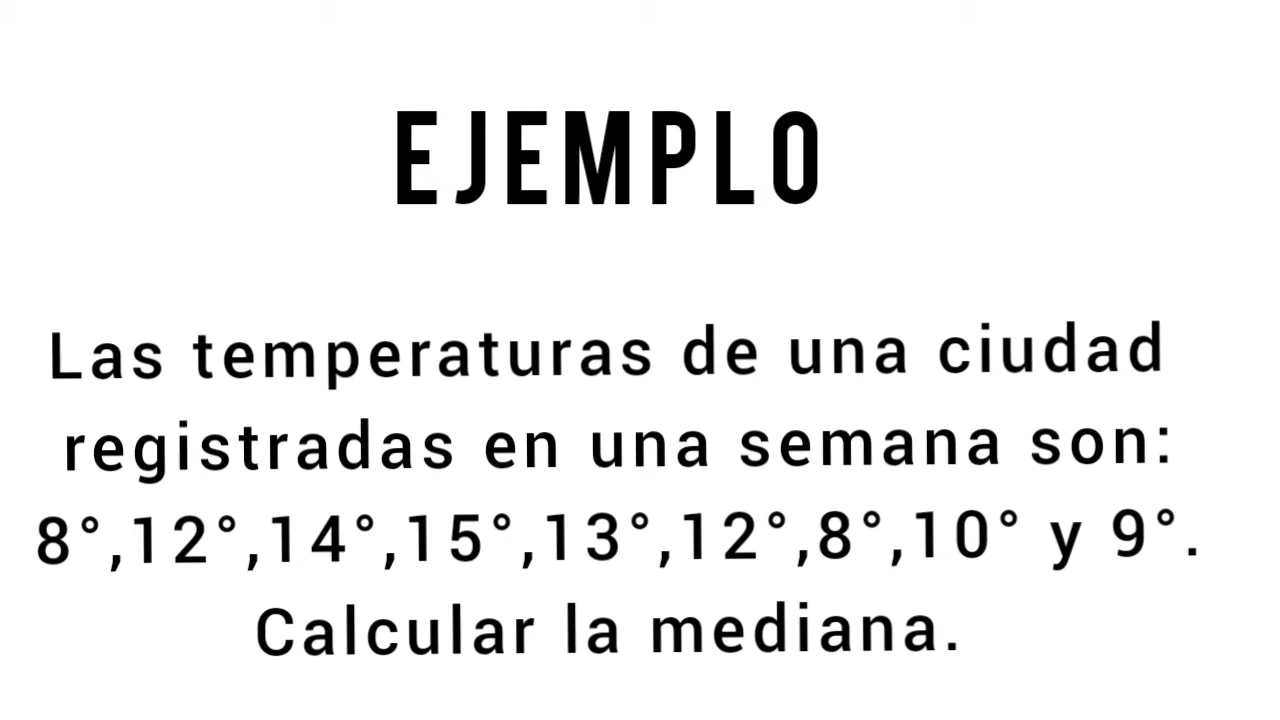 EJEMPLO
Las temperaturas de una ciudad
registradas en una semana son:
8°,12°,14°,15°,13°,12°,8°,10° y 9°.
Calcular la mediana.